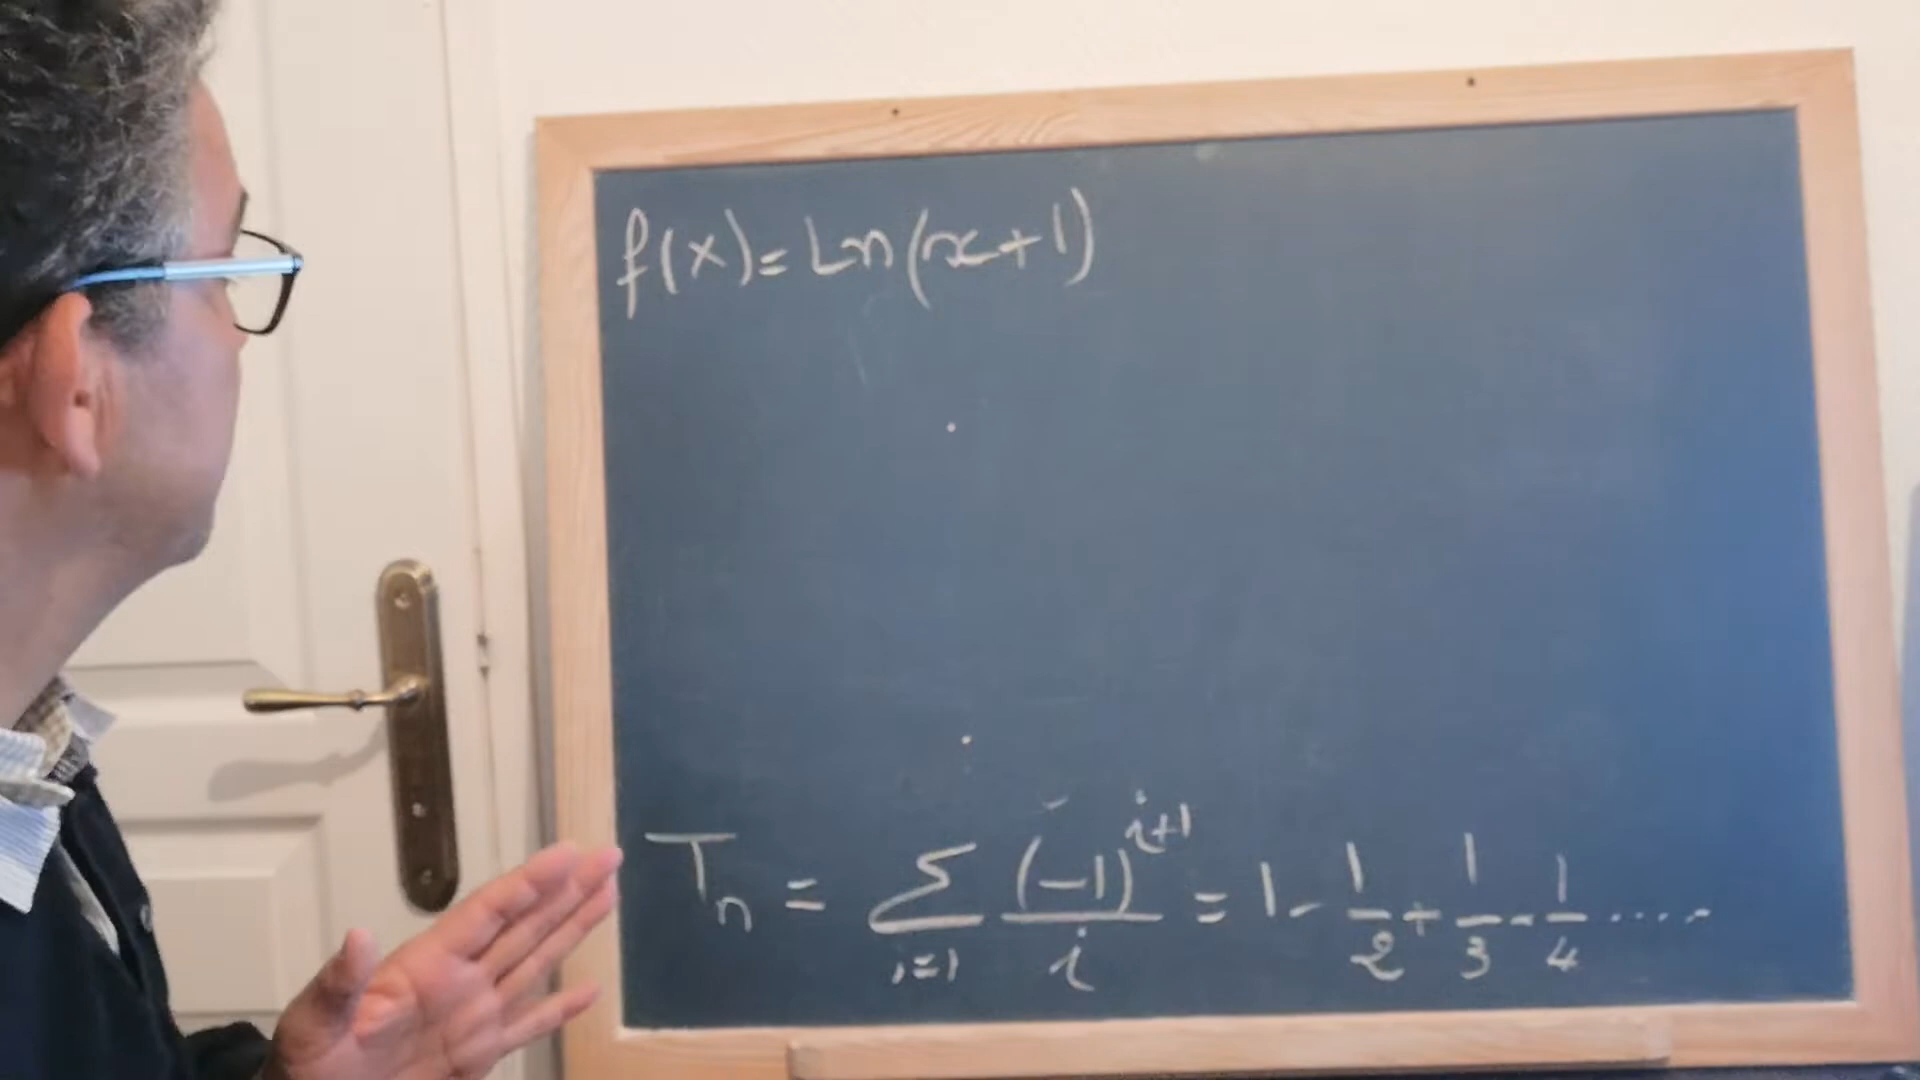 f(x)= Ln(x+1)
Tn = Σ i=1 (-1)^i+1 / i = 1 - 1/2 + 1/3 - 1/4 .....